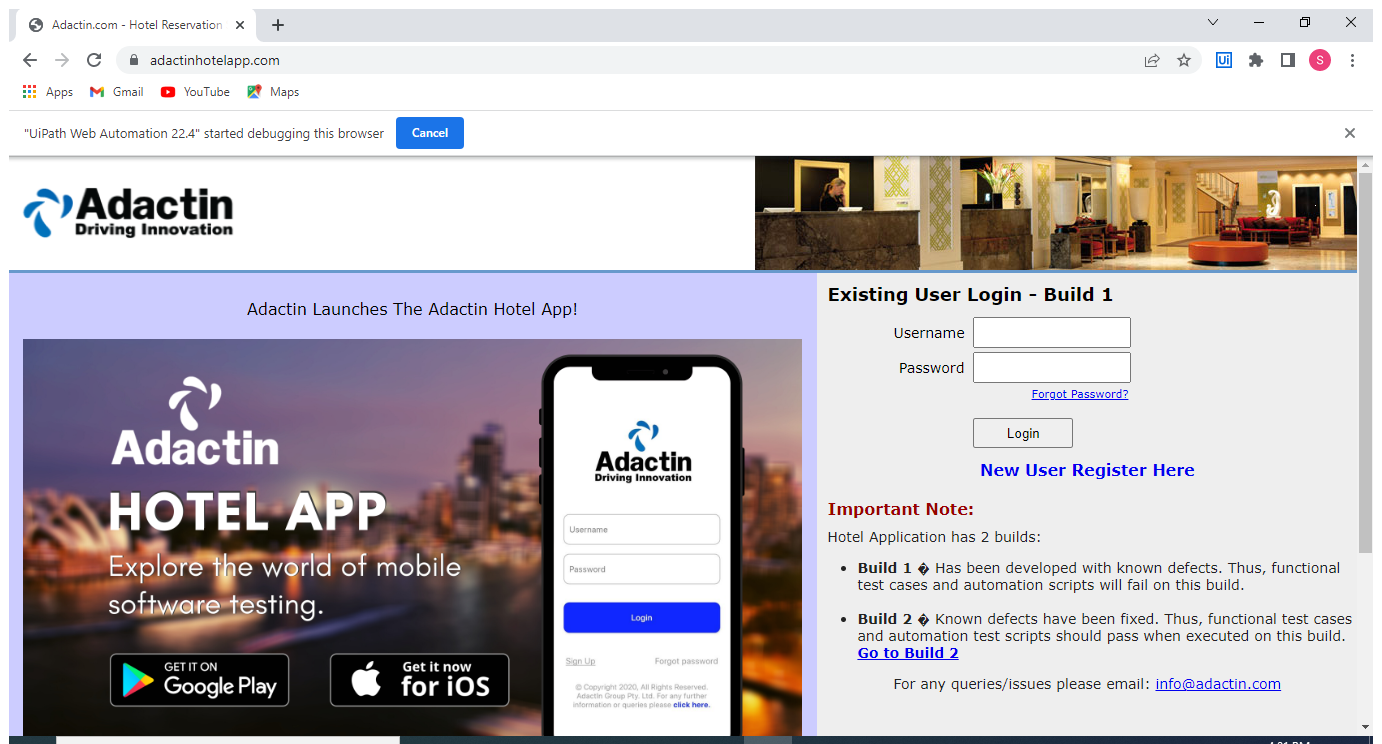 Adactin.com - Hotel Reservation
adactinhotelapp.com
Ui
S
Apps
Gmail
YouTube
Maps
"UiPath Web Automation 22.4" started debugging this browser
Cancel
Adactin
Driving Innovation
Adactin Launches The Adactin Hotel App!
Adactin
HOTEL APP
Explore the world of mobile
software testing.
GET IT ON
Google Play
Get it now
for iOS
Adactin
Driving Innovation
Username
Password
Login
Sign Up
Forgot password
© Copyright 2020, All Rights Reserved.
Adactin Group Pty. Ltd. For any further
information or queries please click here.
Existing User Login - Build 1
Username
Password
Forgot Password?
Login
New User Register Here
Important Note:
Hotel Application has 2 builds:
• Build 1 � Has been developed with known defects. Thus, functional
test cases and automation scripts will fail on this build.
• Build 2 � Known defects have been fixed. Thus, functional test cases
and automation test scripts should pass when executed on this build.
Go to Build 2
For any queries/issues please email: info@adactin.com